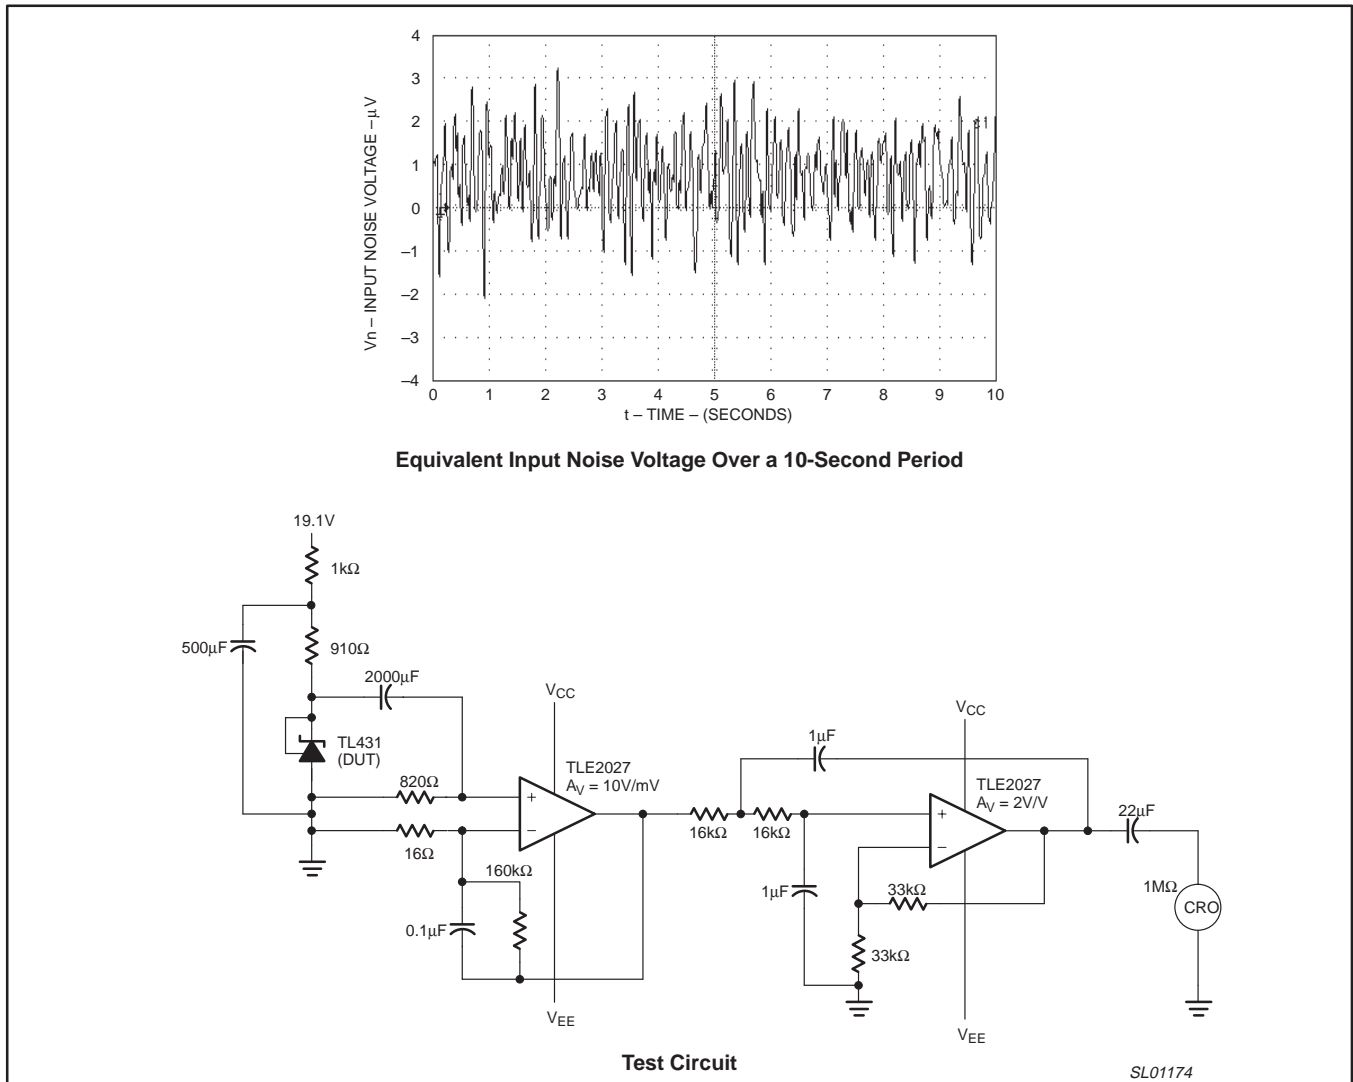 4
3
2
1
0
–1
–2
–3
–4
Vn – INPUT NOISE VOLTAGE – μV
0 1 2 3 4 5 6 7 8 9 10
t – TIME – (SECONDS)
Equivalent Input Noise Voltage Over a 10-Second Period
19.1V
1kΩ
500μF
910Ω
2000μF
TL431
(DUT)
820Ω
16Ω
VCC
TLE2027
AV = 10V/mV
+
–
160kΩ
0.1μF
VEE
16kΩ
16kΩ
1μF
1μF
VCC
TLE2027
AV = 2V/V
+
–
33kΩ
33kΩ
VEE
22μF
1MΩ
CRO
Test Circuit
SL01174